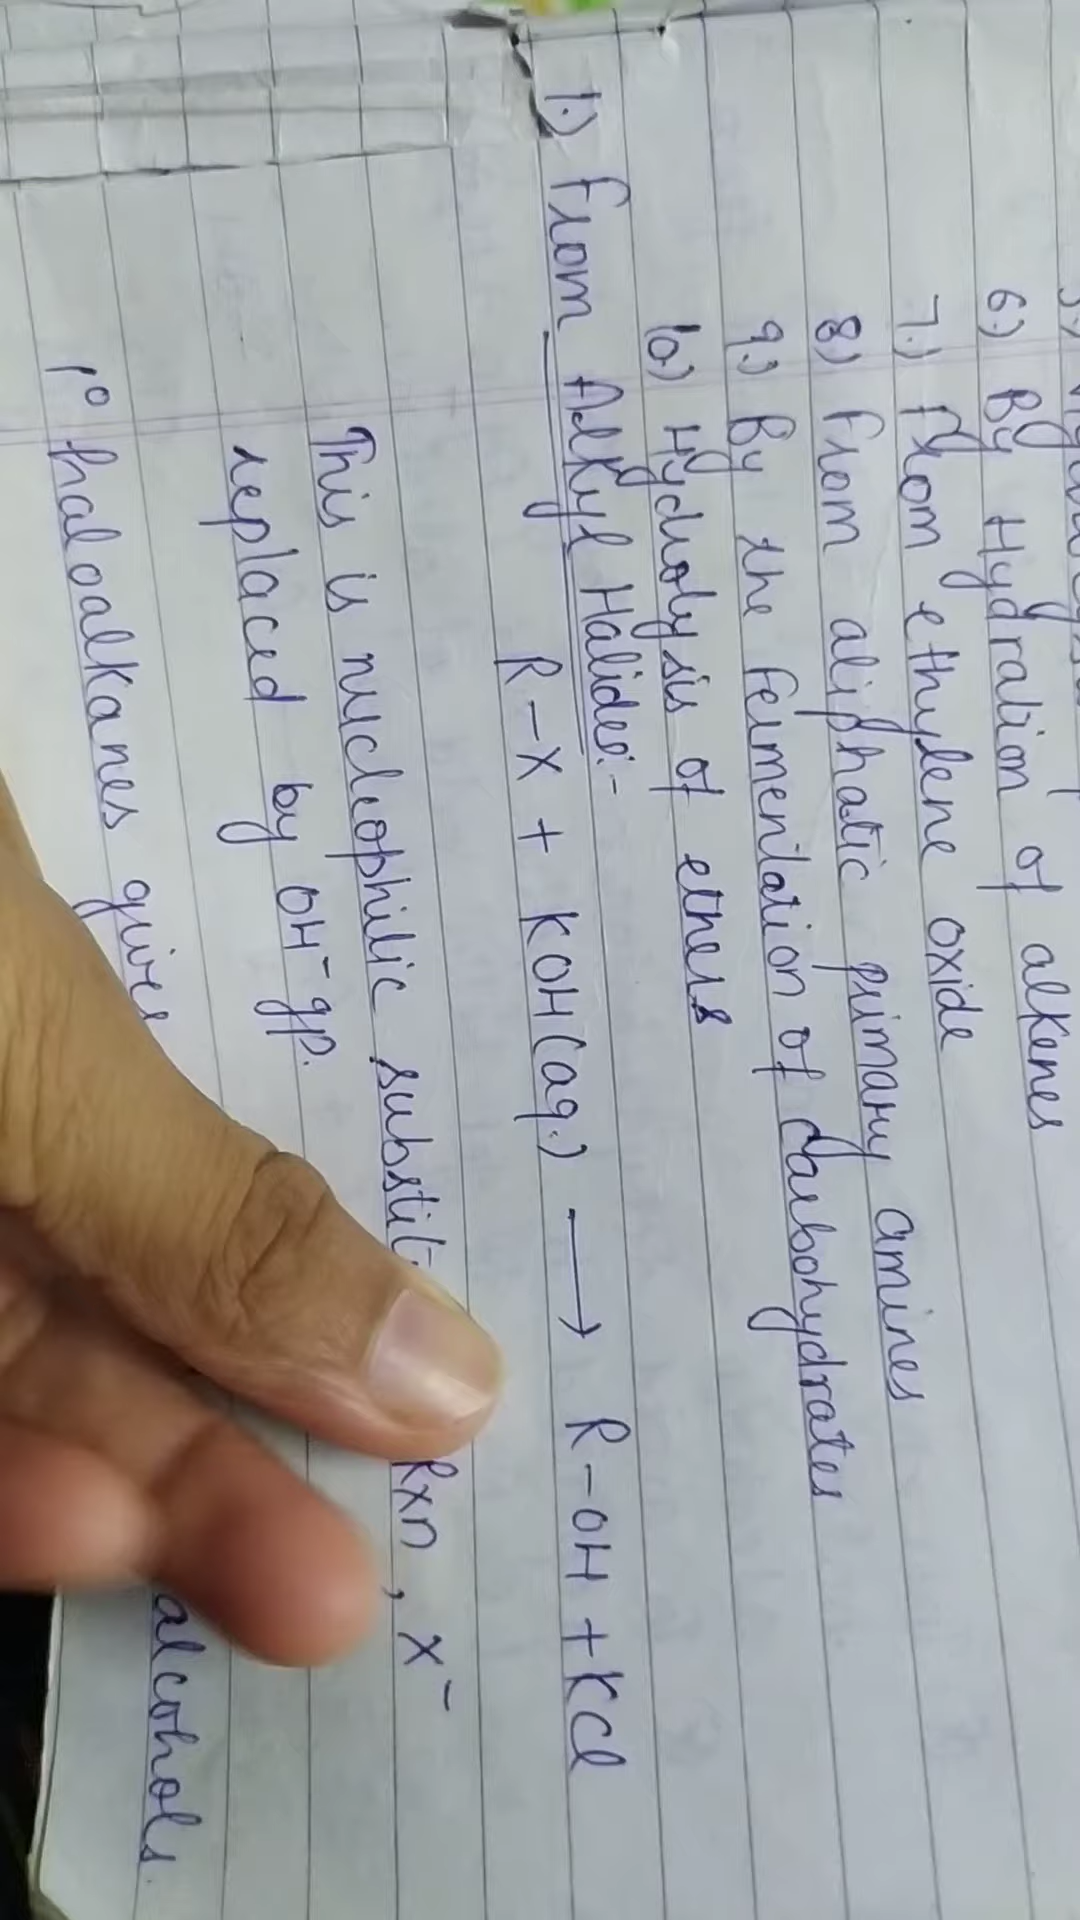 6.) By Hydration of alkenes
7.) From ethylene oxide
8) From aliphatic primary amines
9.) By the Fermentation of Carbohydrates
10) Hydrolysis of ethers
1.) From Alkyl Halides:-
R-X + KOH(aq.) → R-OH + KCl
This is nucleophilic Rxn, X⁻
replaced by OH⁻ gp.
1° haloalkanes give alcohols.